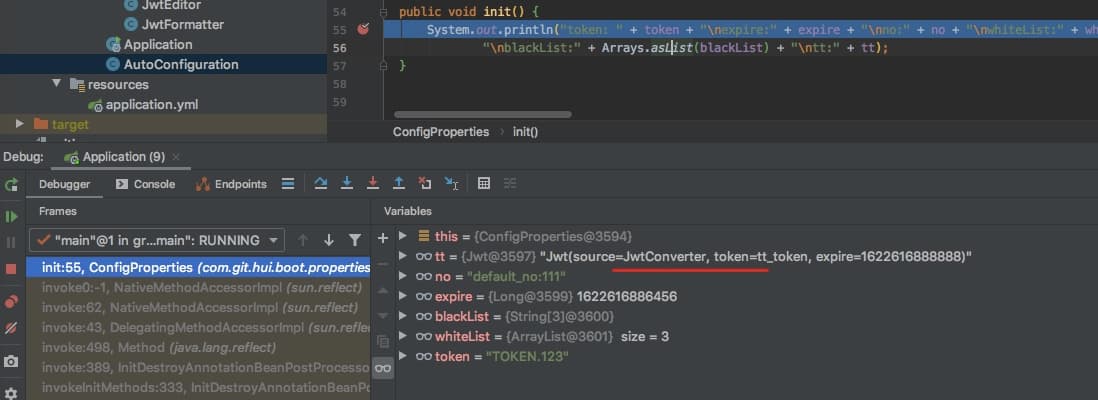 JwtEditor
JwtFormatter
Application
AutoConfiguration
resources
application.yml
target
54 public void init() {
55 System.out.println("token: " + token + "\nexpire:" + expire + "\nno:" + no + "\nwhiteList:" + wh
56 "\nblackList:" + Arrays.asList(blackList) + "\ntt:" + tt);
57 }
58
59
ConfigProperties › init()
Debug: Application (9) ×
Debugger Console Endpoints
Frames Variables
"main"@1 in gr...main": RUNNING
init:55, ConfigProperties (com.git.hui.boot.properties
invoke0:-1, NativeMethodAccessorImpl (sun.reflect)
invoke:62, NativeMethodAccessorImpl (sun.reflect)
invoke:43, DelegatingMethodAccessorImpl (sun.refl
invoke:498, Method (java.lang.reflect)
invoke:389, InitDestroyAnnotationBeanPostProcesso
invokeInitMethods:333, InitDestroyAnnotationBeanPo
this = {ConfigProperties@3594}
tt = {Jwt@3597} "Jwt(source=JwtConverter, token=tt_token, expire=1622616888888)"
no = "default_no:111"
expire = {Long@3599} 1622616886456
blackList = {String[3]@3600}
whiteList = {ArrayList@3601} size = 3
token = "TOKEN.123"